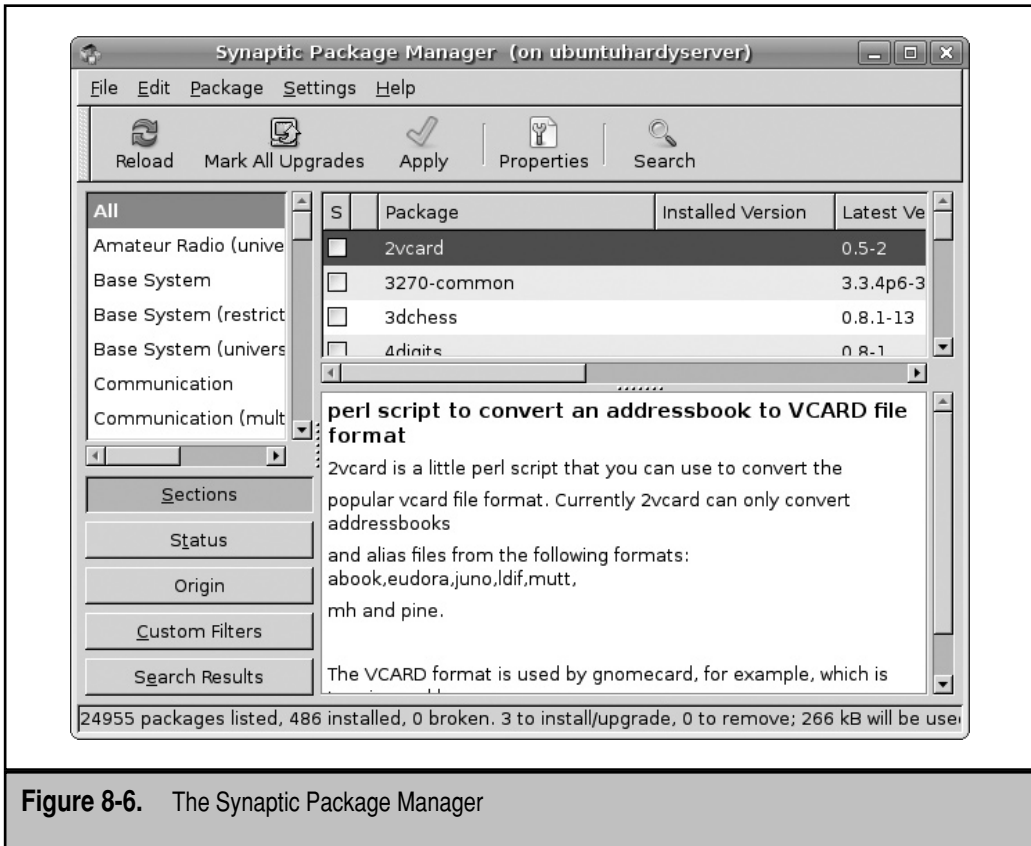 Synaptic Package Manager (on ubuntuhardyserver)
File Edit Package Settings Help
Reload Mark All Upgrades Apply Properties Search
All
Amateur Radio (unive
Base System
Base System (restrict
Base System (univers
Communication
Communication (mult
Sections
Status
Origin
Custom Filters
Search Results
S Package Installed Version Latest Ve
2vcard 0.5-2
3270-common 3.3.4p6-3
3dchess 0.8.1-13
4digits 0.8-1
perl script to convert an addressbook to VCARD file
format
2vcard is a little perl script that you can use to convert the
popular vcard file format. Currently 2vcard can only convert
addressbooks
and alias files from the following formats:
abook,eudora,juno,ldif,mutt,
mh and pine.
The VCARD format is used by gnomecard, for example, which is
24955 packages listed, 486 installed, 0 broken. 3 to install/upgrade, 0 to remove; 266 kB will be use
Figure 8-6. The Synaptic Package Manager